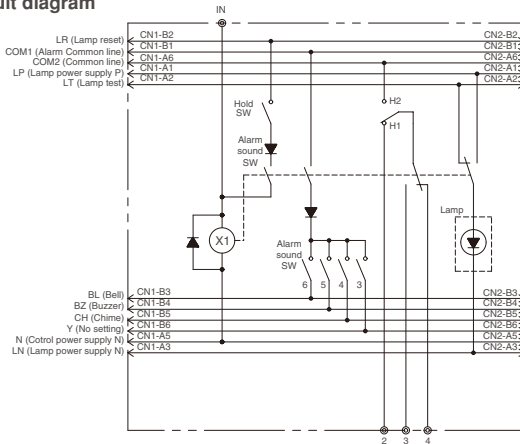 uit diagram
IN
LR (Lamp reset) CN1-B2 CN2-B2
COM1 (Alarm Common line) CN1-B1 CN2-B1
COM2 (Common line) CN1-A6 CN2-A6
LP (Lamp power supply P) CN1-A1 CN2-A1
LT (Lamp test) CN1-A2 CN2-A2
Hold
SW
H2
H1
Alarm
sound
SW
Lamp
X1
Alarm
sound
SW
6 5 4 3
BL (Bell) CN1-B3 CN2-B3
BZ (Buzzer) CN1-B4 CN2-B4
CH (Chime) CN1-B5 CN2-B5
Y (No setting) CN1-B6 CN2-B6
N (Cotrol power supply N) CN1-A5 CN2-A5
LN (Lamp power supply N) CN1-A3 CN2-A3
2 3 4